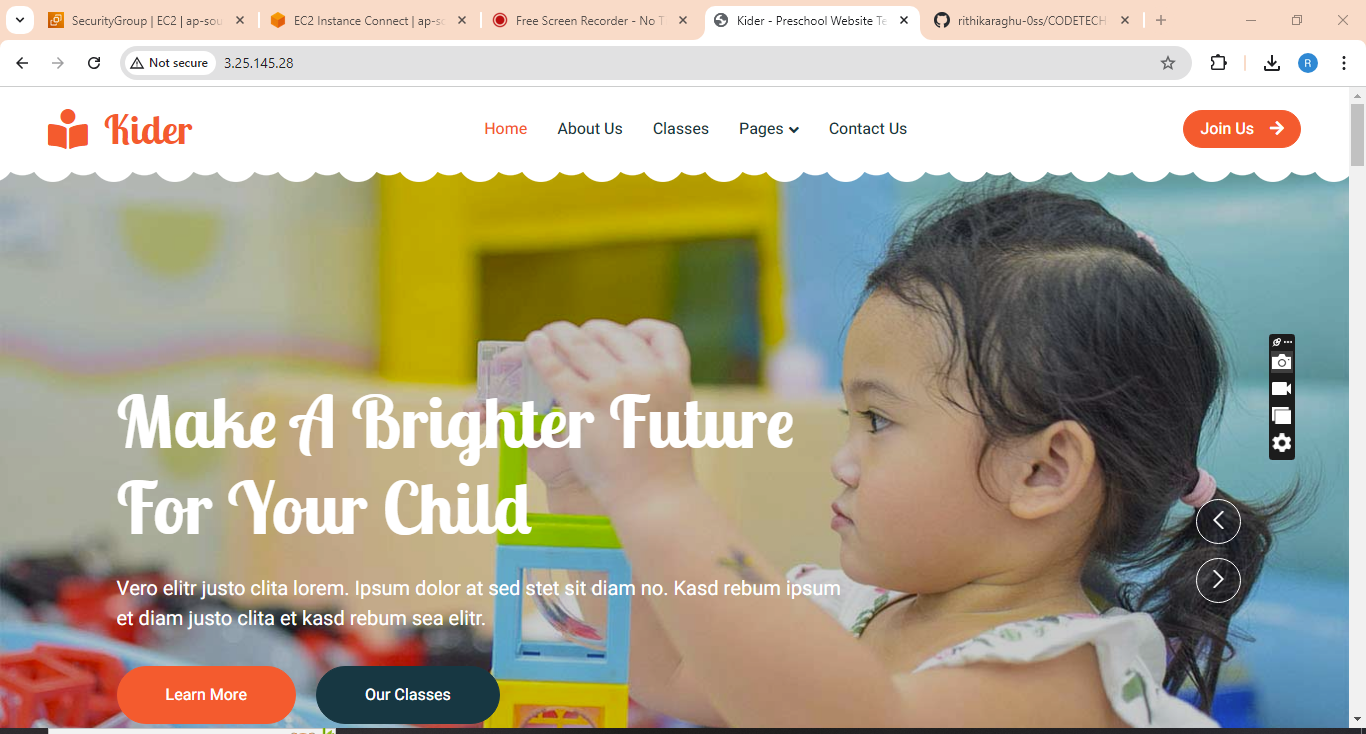 SecurityGroup | EC2 | ap-sou
EC2 Instance Connect | ap-so
Free Screen Recorder - No T
Kider - Preschool Website Te
rithikaraghu-0ss/CODETECH
Not secure
3.25.145.28
R
Kider
Home
About Us
Classes
Pages
Contact Us
Join Us
Make A Brighter Future
For Your Child
Vero elitr justo clita lorem. Ipsum dolor at sed stet sit diam no. Kasd rebum ipsum
et diam justo clita et kasd rebum sea elitr.
Learn More
Our Classes